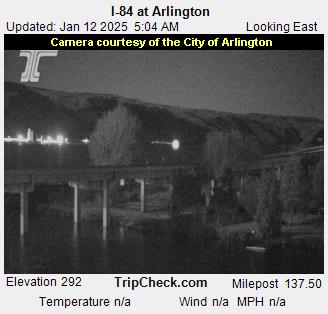 I-84 at Arlington
Updated: Jan 12 2025 5:04 AM Looking East
Camera courtesy of the City of Arlington
Elevation 292 TripCheck.com Milepost 137.50
Temperature n/a Wind n/a MPH n/a